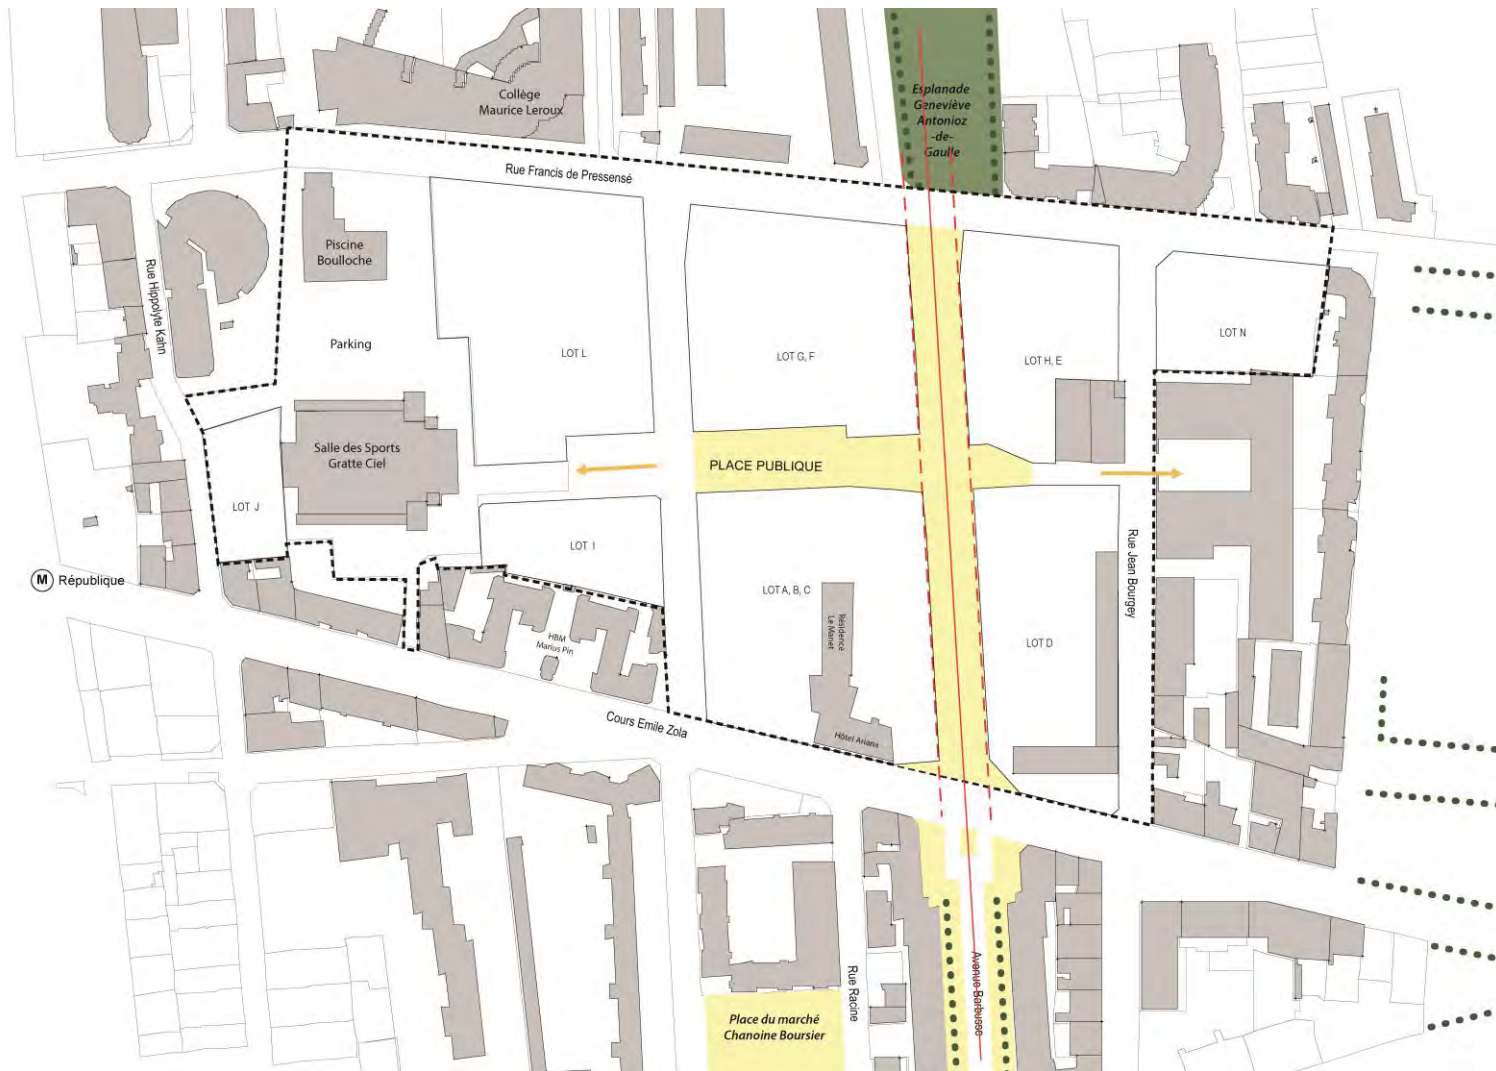 Collège
Maurice Leroux
Esplanade
Geneviève
Antonioz
-de-
Gaulle
Rue Francis de Pressensé
Piscine
Boulloche
Rue Hippolyte Kahn
Parking
LOT L
LOT G, F
LOT H, E
LOT N
Salle des Sports
Gratte Ciel
PLACE PUBLIQUE
LOT J
LOT I
Rue Jean Bourgey
M République
LOT A, B, C
Résidence
Le Manet
LOT D
HBM
Marius Pin
Cours Emile Zola
Hôtel Ariana
Rue Racine
Avenue Barbusse
Place du marché
Chanoine Boursier